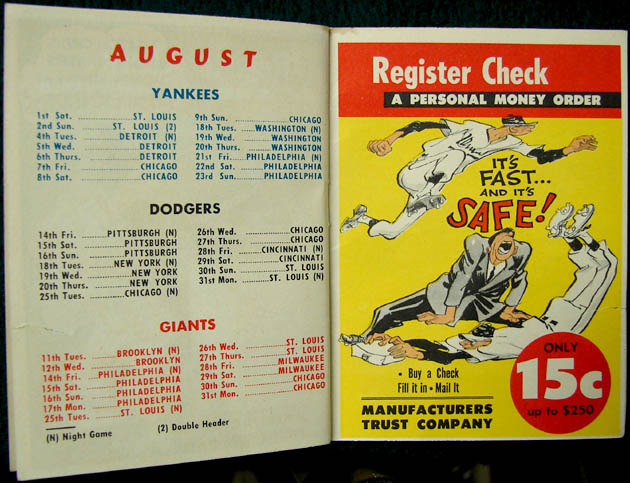 AUGUST
YANKEES
1st Sat. ST. LOUIS
2nd Sun. ST. LOUIS (2)
4th Tues. DETROIT (N)
5th Wed. DETROIT
6th Thurs. DETROIT
7th Fri. CHICAGO
8th Sat. CHICAGO
9th Sun. CHICAGO
18th Tues. WASHINGTON (N)
19th Wed. WASHINGTON
20th Thurs. WASHINGTON
21st Fri. PHILADELPHIA (N)
22nd Sat. PHILADELPHIA
23rd Sun. PHILADELPHIA
DODGERS
14th Fri. PITTSBURGH (N)
15th Sat. PITTSBURGH
16th Sun. PITTSBURGH
18th Tues. NEW YORK (N)
19th Wed. NEW YORK
20th Thurs. NEW YORK
25th Tues. CHICAGO (N)
26th Wed. CHICAGO
27th Thurs. CHICAGO
28th Fri. CINCINNATI (N)
29th Sat. CINCINNATI
30th Sun. ST. LOUIS
31st Mon. ST. LOUIS (N)
GIANTS
11th Tues. BROOKLYN (N)
12th Wed. BROOKLYN
14th Fri. PHILADELPHIA (N)
15th Sat. PHILADELPHIA
16th Sun. PHILADELPHIA
17th Mon. PHILADELPHIA
25th Tues. ST. LOUIS (N)
26th Wed. ST. LOUIS
27th Thurs. ST. LOUIS
28th Fri. MILWAUKEE
29th Sat. MILWAUKEE
30th Sun. CHICAGO
31st Mon. CHICAGO
(N) Night Game
(2) Double Header
Register Check
A PERSONAL MONEY ORDER
IT'S
FAST...
AND IT'S
SAFE!
• Buy a Check
Fill it in • Mail It
MANUFACTURERS
TRUST COMPANY
ONLY
15c
up to $250